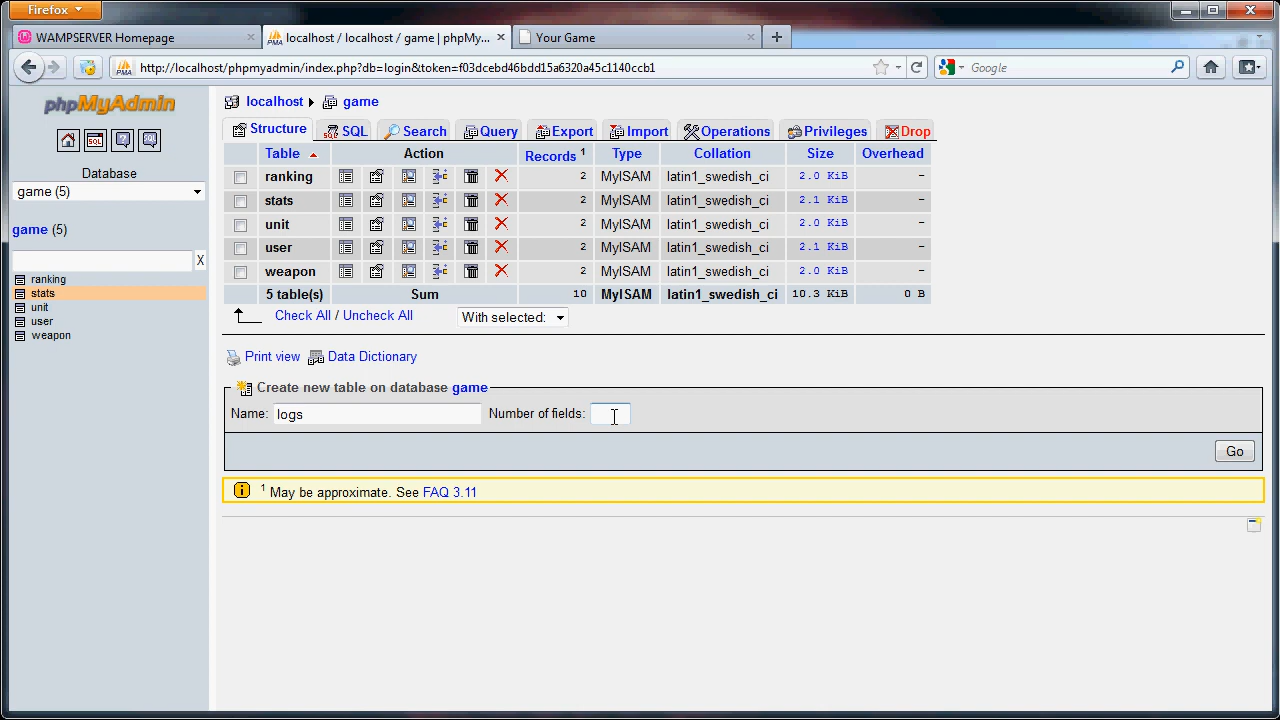 Firefox
WAMPSERVER Homepage
localhost / localhost / game | phpMy...
Your Game
http://localhost/phpmyadmin/index.php?db=login&token=f03dcebd46bdd15a6320a45c1140ccb1
Google
phpMyAdmin
SQL
Database
game (5)
game (5)
X
ranking
stats
unit
user
weapon
localhost game
Structure SQL Search Query Export Import Operations Privileges Drop
Table Action Records 1 Type Collation Size Overhead
ranking 2 MyISAM latin1_swedish_ci 2.0 KiB -
stats 2 MyISAM latin1_swedish_ci 2.1 KiB -
unit 2 MyISAM latin1_swedish_ci 2.0 KiB -
user 2 MyISAM latin1_swedish_ci 2.1 KiB -
weapon 2 MyISAM latin1_swedish_ci 2.0 KiB -
5 table(s) Sum 10 MyISAM latin1_swedish_ci 10.3 KiB 0 B
Check All / Uncheck All With selected:
Print view Data Dictionary
Create new table on database game
Name: logs Number of fields:
Go
1 May be approximate. See FAQ 3.11